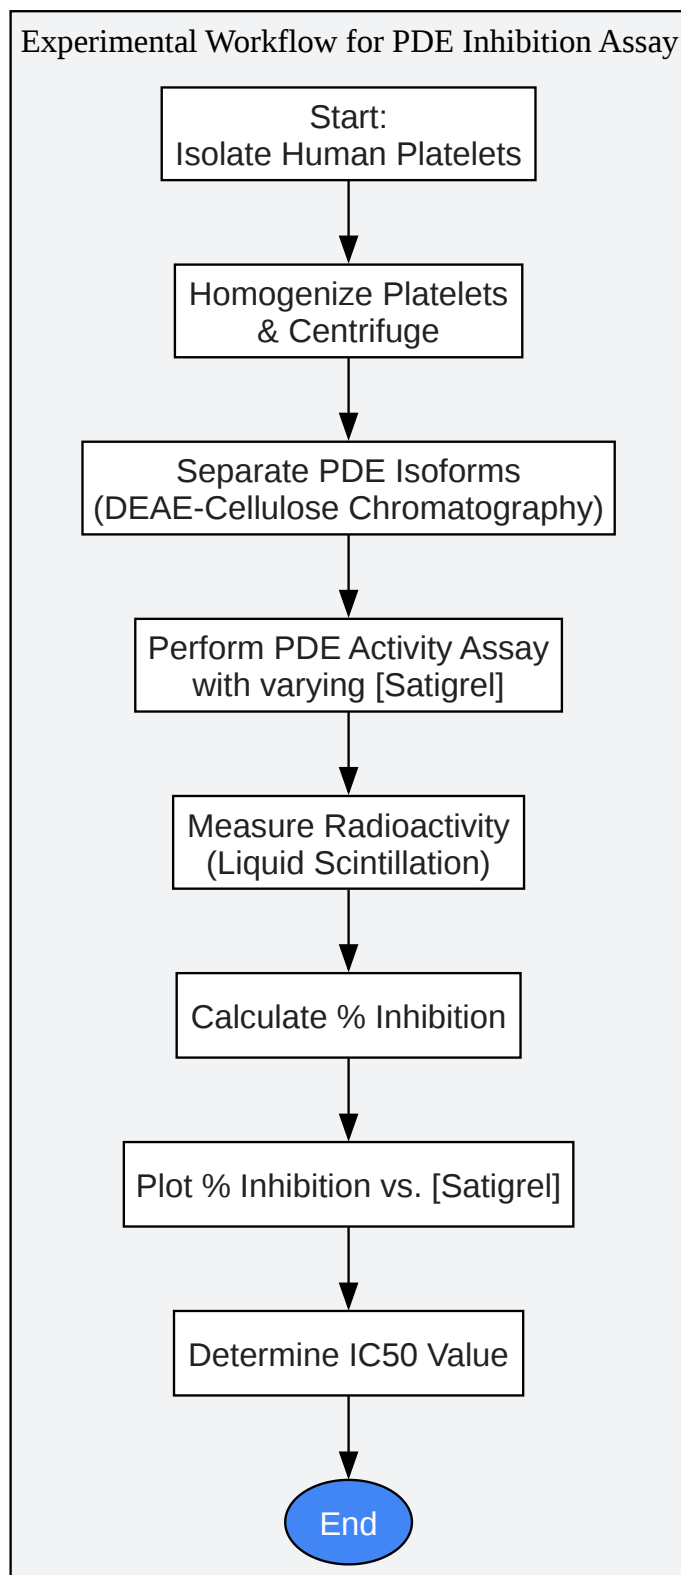 Experimental Workflow for PDE Inhibition Assay
Start:
Isolate Human Platelets
Homogenize Platelets
& Centrifuge
Separate PDE Isoforms
(DEAE-Cellulose Chromatography)
Perform PDE Activity Assay
with varying [Satigrel]
Measure Radioactivity
(Liquid Scintillation)
Calculate % Inhibition
Plot % Inhibition vs. [Satigrel]
Determine IC50 Value
End